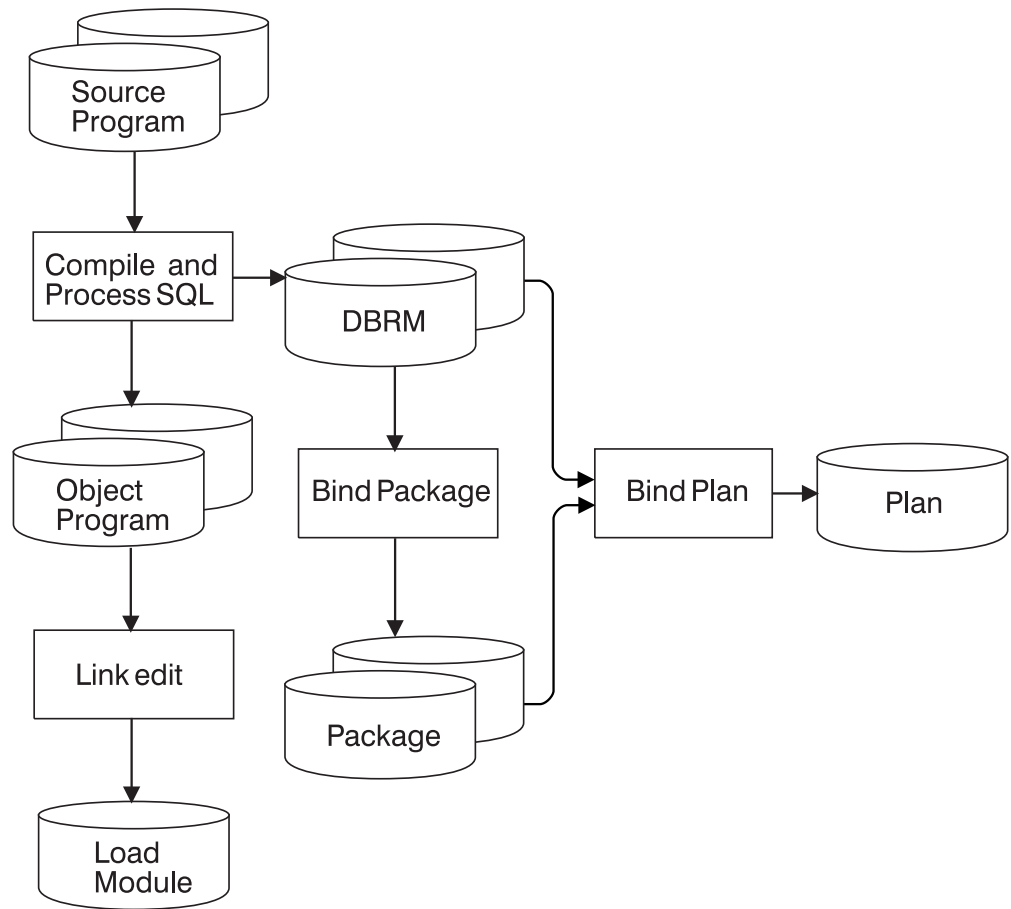 Source
Program
Compile and
Process SQL
DBRM
Object
Program
Bind Package
Bind Plan
Plan
Link edit
Package
Load
Module